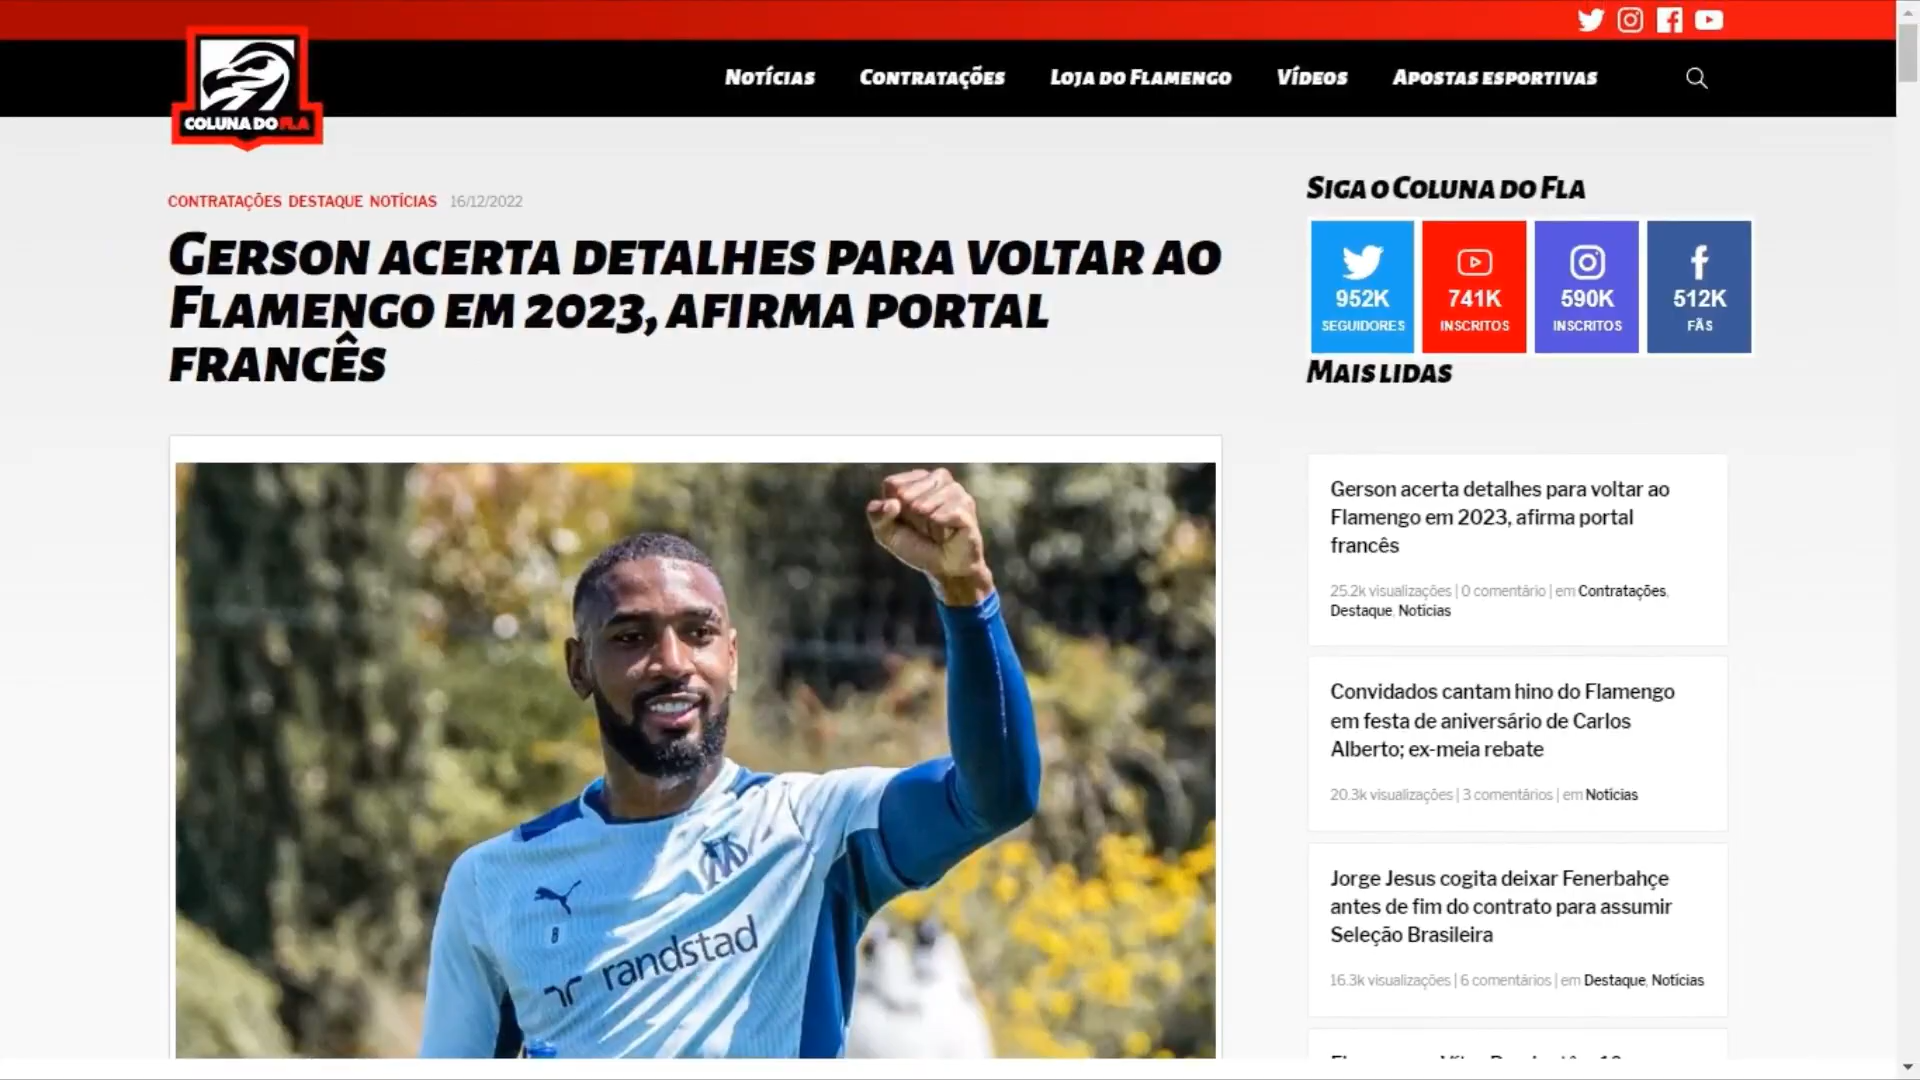 COLUNA DO FLA
Notícias
Contratações
Loja do Flamengo
Vídeos
Apostas esportivas
CONTRATAÇÕES DESTAQUE NOTÍCIAS 16/12/2022
Gerson acerta detalhes para voltar ao
Flamengo em 2023, afirma portal
francês
8
randstad
Siga o Coluna do Fla
952K
SEGUIDORES
741K
INSCRITOS
590K
INSCRITOS
512K
FÃS
Mais lidas
Gerson acerta detalhes para voltar ao
Flamengo em 2023, afirma portal
francês
25.2k visualizações | 0 comentário | em Contratações,
Destaque, Notícias
Convidados cantam hino do Flamengo
em festa de aniversário de Carlos
Alberto; ex-meia rebate
20.3k visualizações | 3 comentários | em Notícias
Jorge Jesus cogita deixar Fenerbahçe
antes de fim do contrato para assumir
Seleção Brasileira
16.3k visualizações | 6 comentários | em Destaque, Notícias